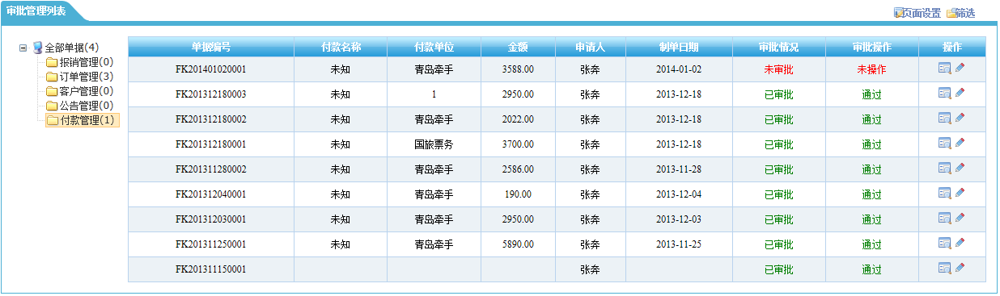 审批管理列表
页面设置 筛选
全部单据(4)
报销管理(0)
订单管理(3)
客户管理(0)
公告管理(0)
付款管理(1)
单据编号 付款名称 付款单位 金额 申请人 制单日期 审批情况 审批操作 操作
FK201401020001 未知 青岛牵手 3588.00 张奔 2014-01-02 未审批 未操作
FK201312180003 未知 1 2950.00 张奔 2013-12-18 已审批 通过
FK201312180002 未知 青岛牵手 2022.00 张奔 2013-12-18 已审批 通过
FK201312180001 未知 国旅票务 3700.00 张奔 2013-12-18 已审批 通过
FK201311280002 未知 青岛牵手 2586.00 张奔 2013-11-28 已审批 通过
FK201312040001 未知 青岛牵手 190.00 张奔 2013-12-04 已审批 通过
FK201312030001 未知 青岛牵手 2950.00 张奔 2013-12-03 已审批 通过
FK201311250001 未知 青岛牵手 5890.00 张奔 2013-11-25 已审批 通过
FK201311150001 张奔 已审批 通过